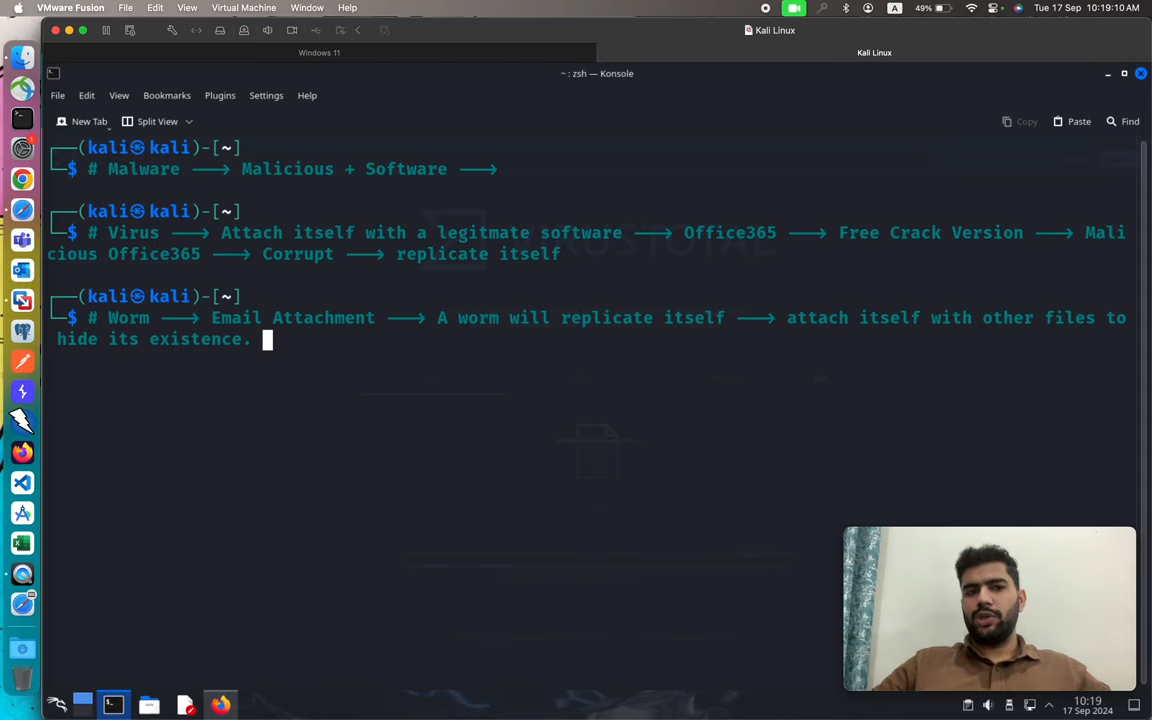 VMware Fusion File Edit View Virtual Machine Window Help A 49% Tue 17 Sep 10:19:10 AM
Kali Linux
Windows 11 Kali Linux
~ : zsh — Konsole
File Edit View Bookmarks Plugins Settings Help
New Tab Split View Copy Paste Find
┌──(kali㉿kali)-[~]
└─$ # Malware ---> Malicious + Software --->
┌──(kali㉿kali)-[~]
└─$ # Virus ---> Attach itself with a legitmate software ---> Office365 ---> Free Crack Version ---> Mali
cious Office365 ---> Corrupt ---> replicate itself
┌──(kali㉿kali)-[~]
└─$ # Worm ---> Email Attachment ---> A worm will replicate itself ---> attach itself with other files to
hide its existence.
VIRUSTOTAL
10:19
17 Sep 2024